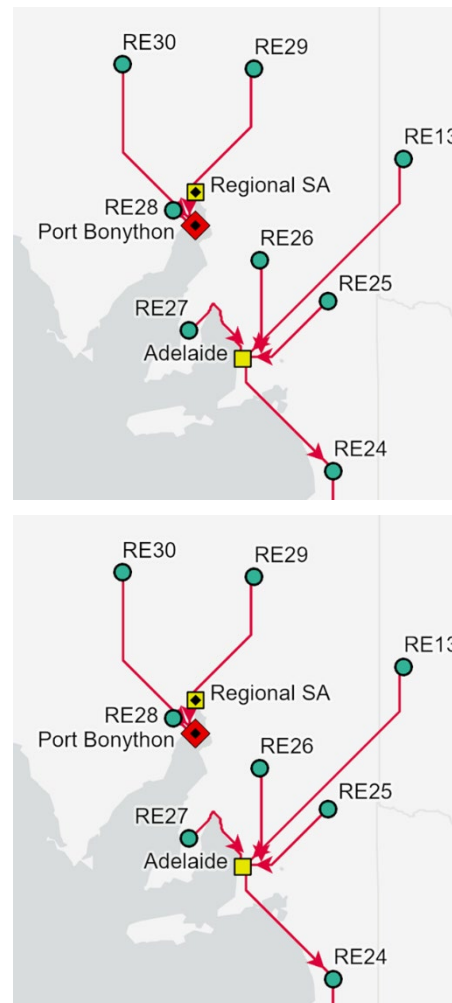 RE30
RE29
RE13
Regional SA
RE28
Port Bonython
RE26
RE25
RE27
Adelaide
RE24
RE30
RE29
RE13
Regional SA
RE28
Port Bonython
RE26
RE25
RE27
Adelaide
RE24